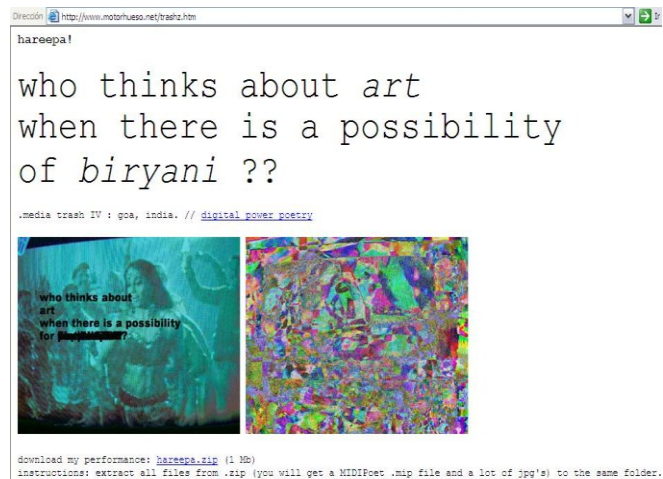 Dirección http://www.motorhueso.net/trashz.htm Ir
hareepa!
who thinks about art
when there is a possibility
of biryani ??
.media trash IV : goa, india. // digital power poetry
who thinks about
art
when there is a possibility
for ?
download my performance: hareepa.zip (1 Mb)
instructions: extract all files from .zip (you will get a MIDIPoet .mip file and a lot of jpg's) to the same folder.